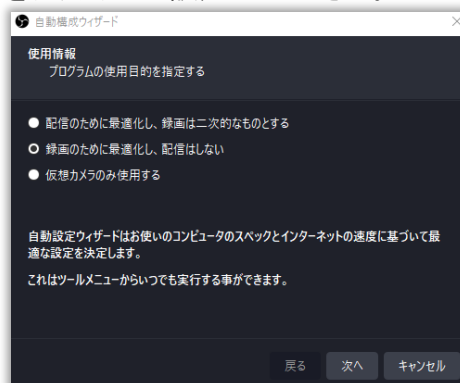 自動構成ウィザード
使用情報
プログラムの使用目的を指定する
配信のために最適化し、録画は二次的なものとする
録画のために最適化し、配信はしない
仮想カメラのみ使用する
自動設定ウィザードはお使いのコンピュータのスペックとインターネットの速度に基づいて最
適な設定を決定します。
これはツールメニューからいつでも実行する事ができます。
戻る 次へ キャンセル